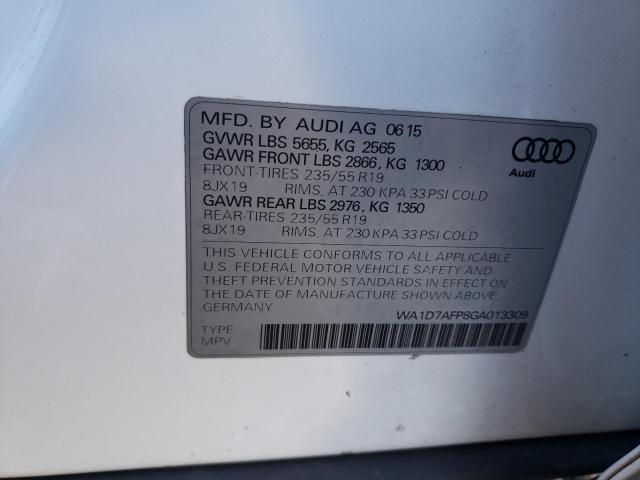 MFD. BY AUDI AG 06 15
GVWR LBS 5655, KG 2565
GAWR FRONT LBS 2866, KG 1300
FRONT-TIRES 235/55 R19
8JX19 RIMS, AT 230 KPA 33 PSI COLD
GAWR REAR LBS 2976, KG 1350
REAR-TIRES 235/55 R19
8JX19 RIMS, AT 230 KPA 33 PSI COLD
THIS VEHICLE CONFORMS TO ALL APPLICABLE
U.S. FEDERAL MOTOR VEHICLE SAFETY AND
THEFT PREVENTION STANDARDS IN EFFECT ON
THE DATE OF MANUFACTURE SHOWN ABOVE.
GERMANY
WA1D7AFP8GA013309
TYPE
MPV
Audi